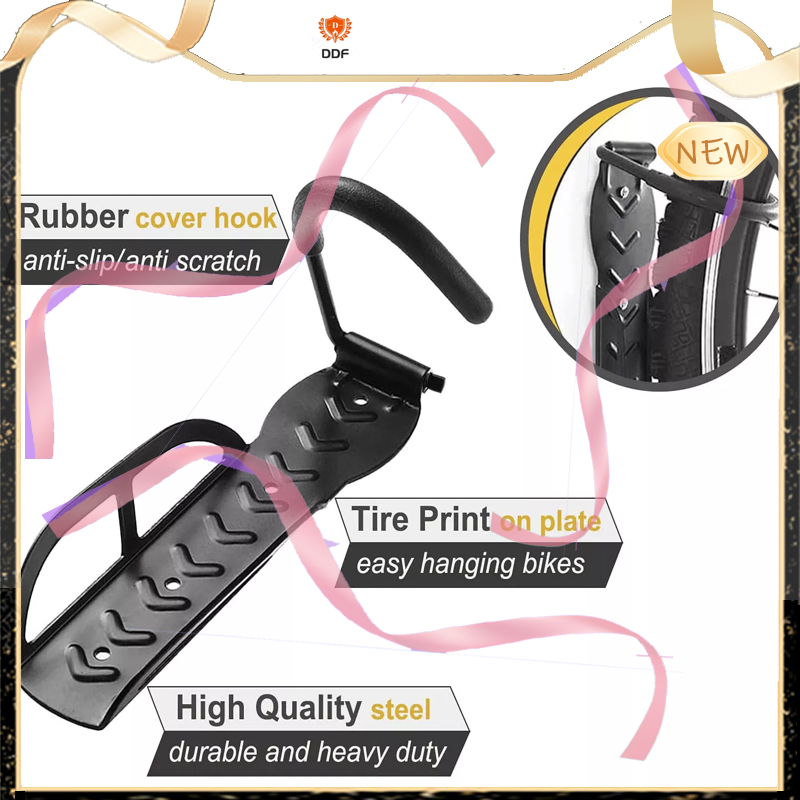 DDF
NEW
Rubber cover hook
anti-slip/anti scratch
Tire Print on plate
easy hanging bikes
High Quality steel
durable and heavy duty